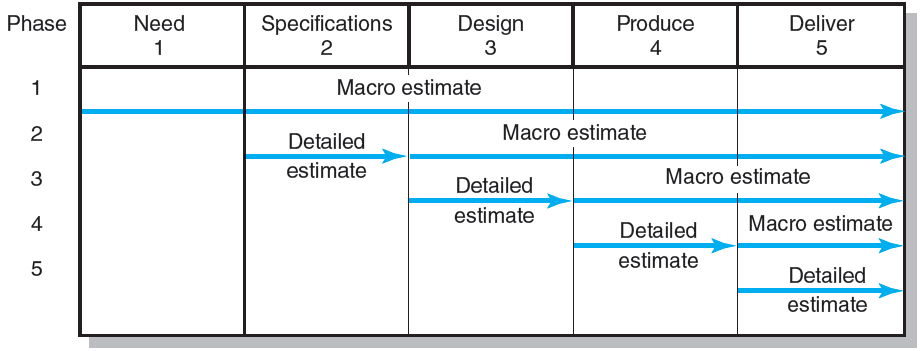 Phase Need Specifications Design Produce Deliver
1 2 3 4 5
1 Macro estimate
2 Macro estimate
Detailed
estimate
3 Macro estimate
Detailed
estimate
4 Macro estimate
Detailed
estimate
5 Detailed
estimate